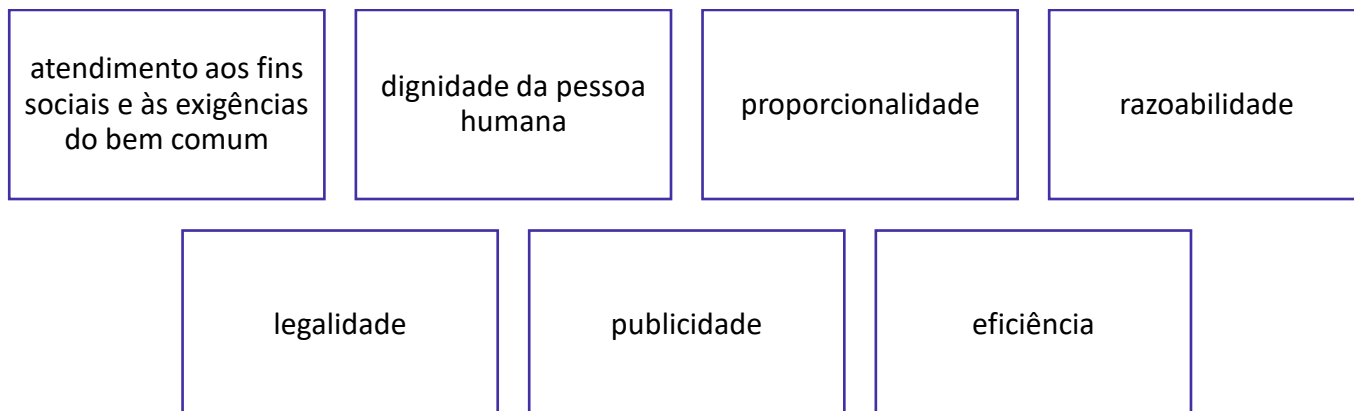 atendimento aos fins
sociais e às exigências
do bem comum
dignidade da pessoa
humana
proporcionalidade
razoabilidade
legalidade
publicidade
eficiência